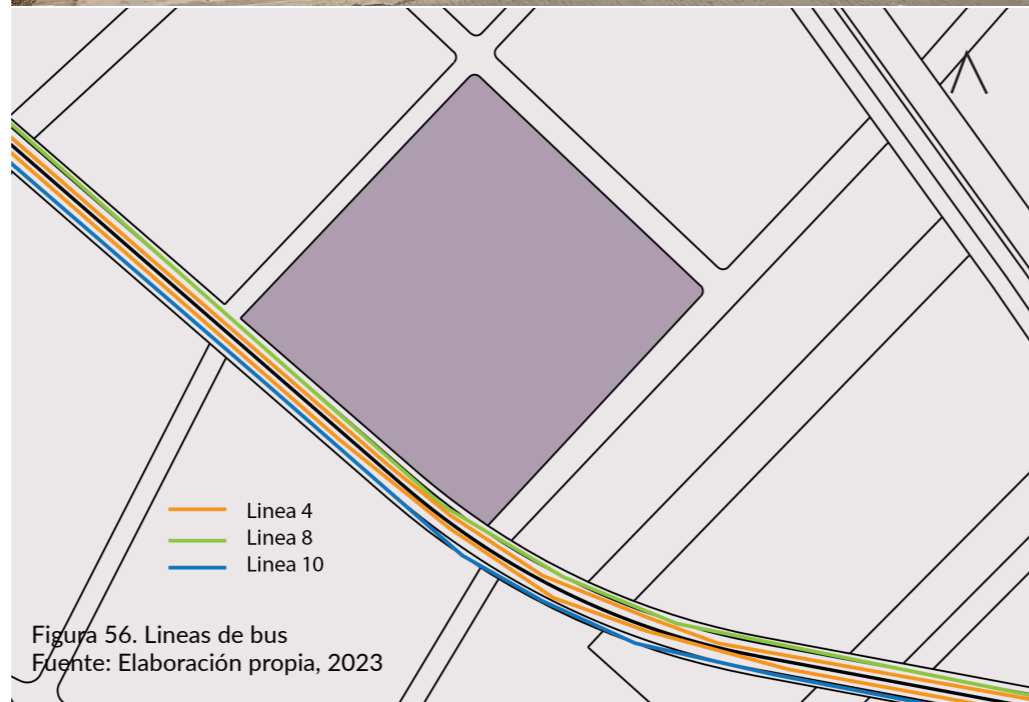 Linea 4
Linea 8
Linea 10
Figura 56. Lineas de bus
Fuente: Elaboración propia, 2023